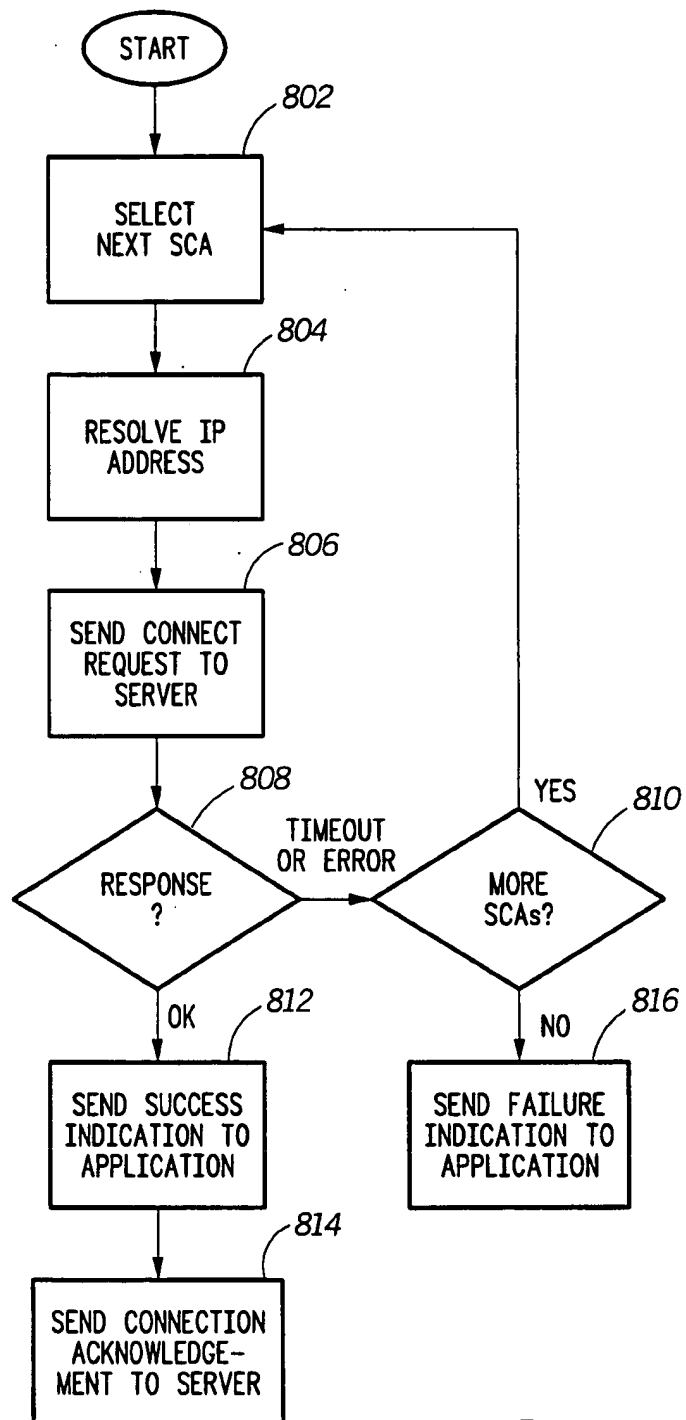 START
802
SELECT
NEXT SCA
804
RESOLVE IP
ADDRESS
806
SEND CONNECT
REQUEST TO
SERVER
808
RESPONSE
?
TIMEOUT
OR ERROR
YES
810
MORE
SCAs?
OK
812
SEND SUCCESS
INDICATION TO
APPLICATION
NO
816
SEND FAILURE
INDICATION TO
APPLICATION
814
SEND CONNECTION
ACKNOWLEDGE-
MENT TO SERVER